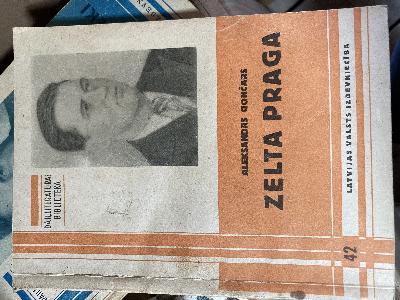 DAIĻLITERATŪRAS
BIBLIOTĒKA
ALEKSANDRS GONČARS
ZELTA PRAGA
LATVIJAS VALSTS IZDEVNIECĪBA
42